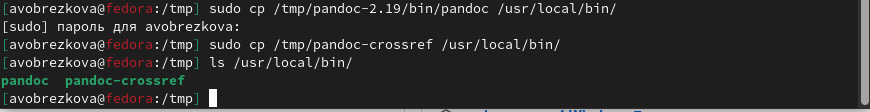 [avobrezkova@fedora:/tmp] sudo cp /tmp/pandoc-2.19/bin/pandoc /usr/local/bin/
[sudo] пароль для avobrezkova:
[avobrezkova@fedora:/tmp] sudo cp /tmp/pandoc-crossref /usr/local/bin/
[avobrezkova@fedora:/tmp] ls /usr/local/bin/
pandoc  pandoc-crossref
[avobrezkova@fedora:/tmp]